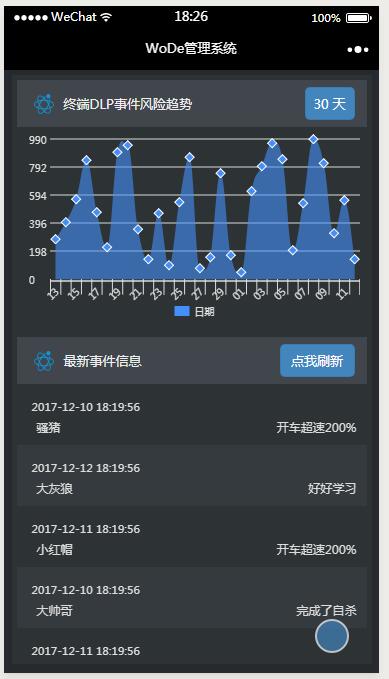 WeChat 18:26 100%
WoDe管理系统
终端DLP事件风险趋势 30 天
990
792
594
396
198
0
13 15 17 19 21 23 25 27 29 01 03 05 07 09 11
日期
最新事件信息 点我刷新
2017-12-10 18:19:56
骚猪 开车超速200%
2017-12-12 18:19:56
大灰狼 好好学习
2017-12-11 18:19:56
小红帽 开车超速200%
2017-12-10 18:19:56
大帅哥 完成了自杀
2017-12-11 18:19:56